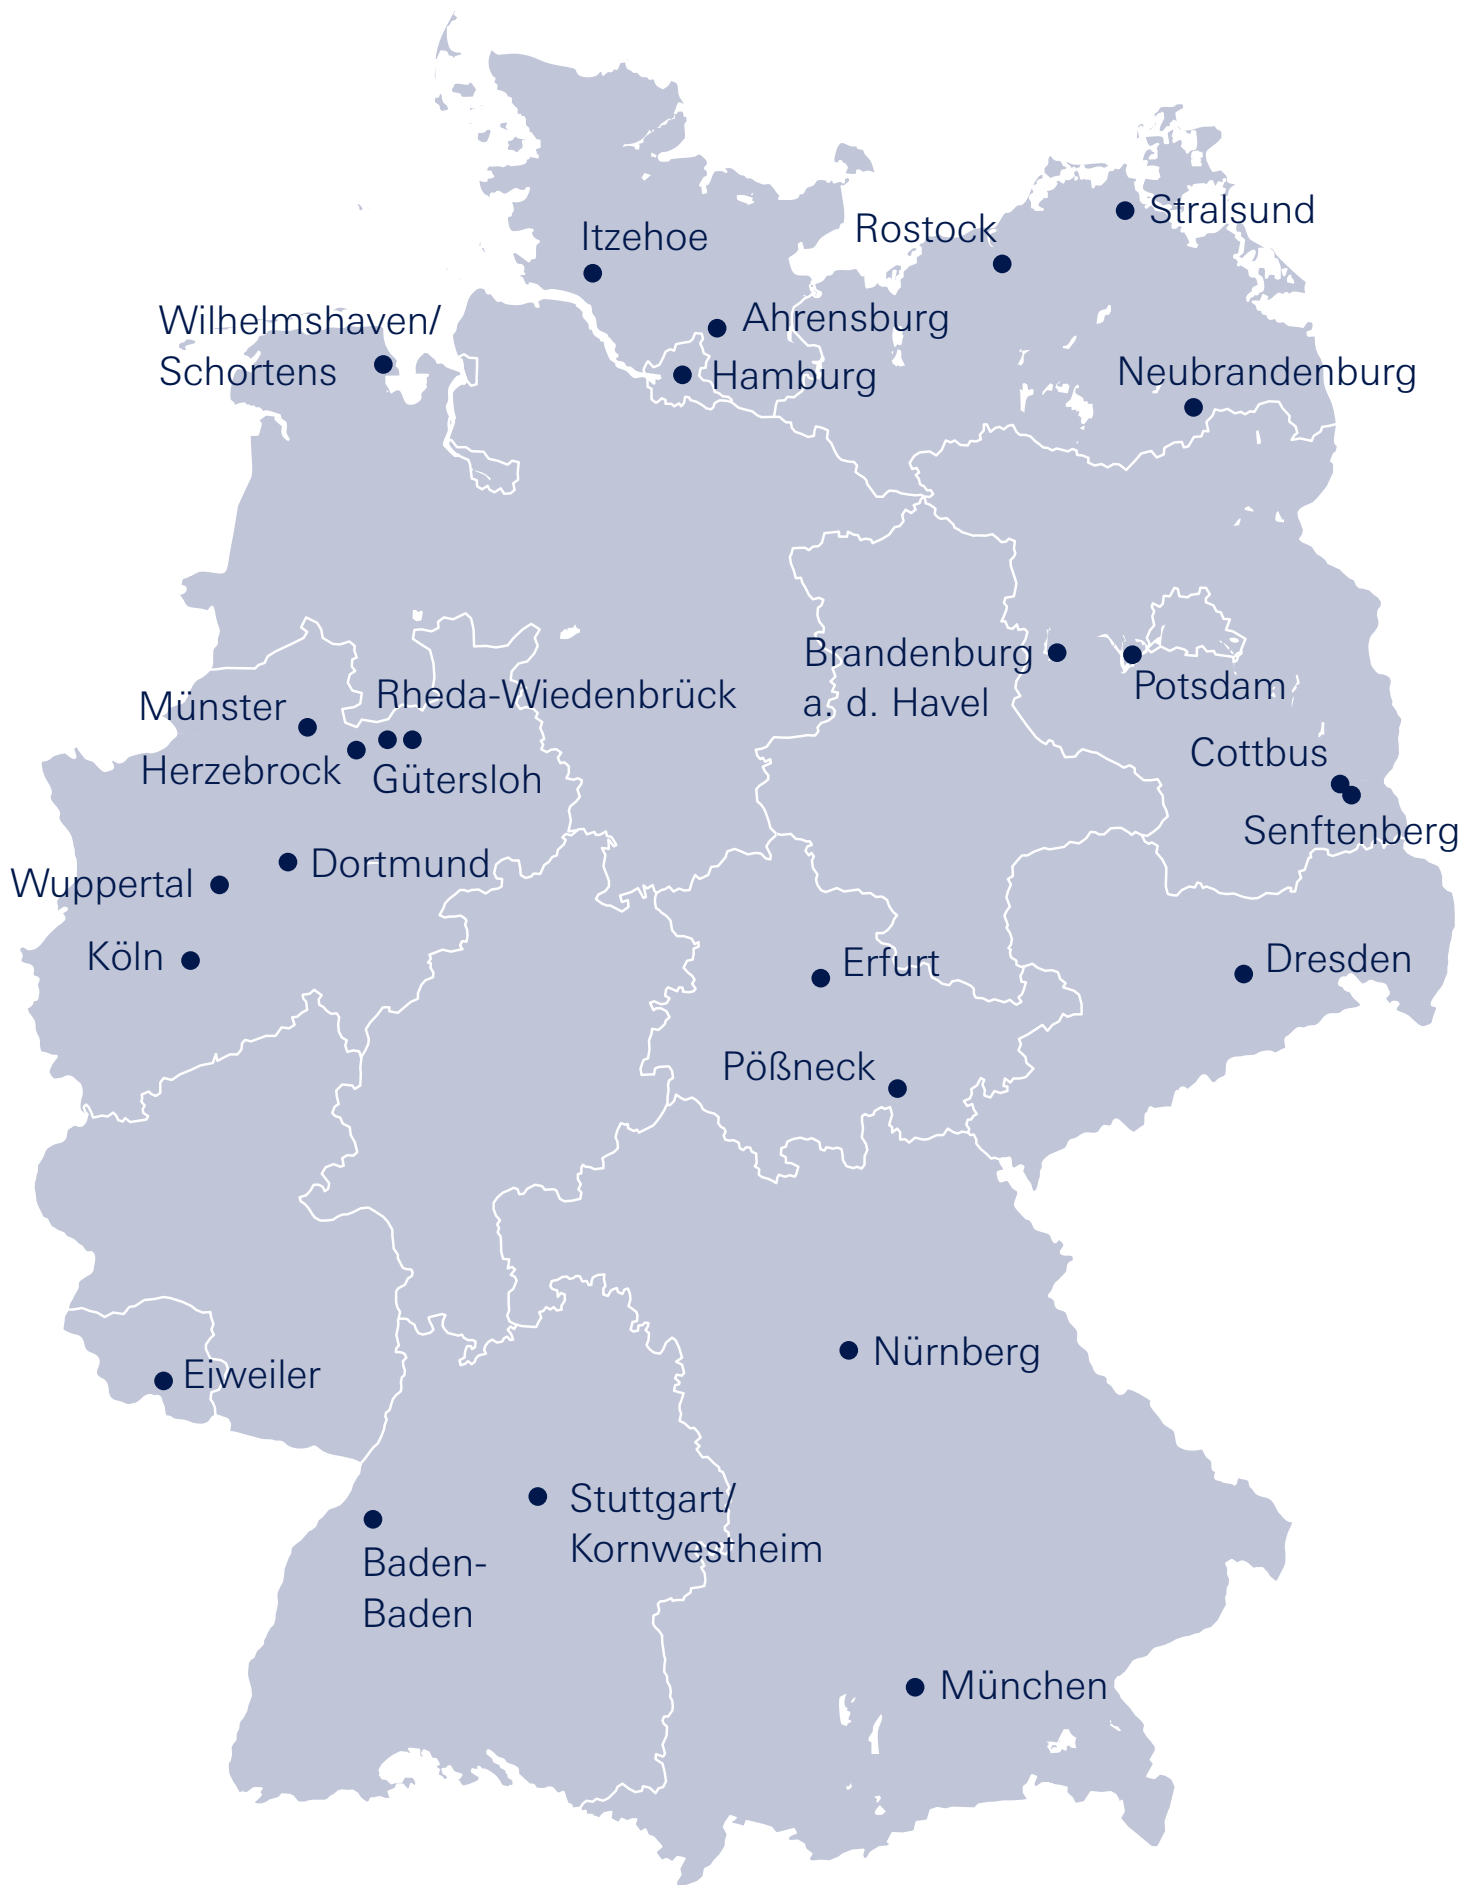 Stralsund
Rostock
Itzehoe
Wilhelmshaven/
Schortens
Ahrensburg
Hamburg
Neubrandenburg
Brandenburg
a. d. Havel
Potsdam
Münster
Rheda-Wiedenbrück
Herzebrock
Gütersloh
Cottbus
Senftenberg
Dortmund
Wuppertal
Köln
Erfurt
Dresden
Pößneck
Nürnberg
Eiweiler
Stuttgart/
Kornwestheim
Baden-
Baden
München